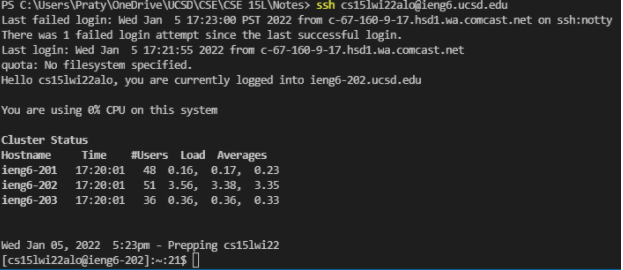 PS C:\Users\Praty\OneDrive\UCSD\CSE\CSE 15L\Notes> ssh cs15lwi22alo@ieng6.ucsd.edu
Last failed login: Wed Jan  5 17:23:00 PST 2022 from c-67-160-9-17.hsd1.wa.comcast.net on ssh:notty
There was 1 failed login attempt since the last successful login.
Last login: Wed Jan  5 17:21:55 2022 from c-67-160-9-17.hsd1.wa.comcast.net
quota: No filesystem specified.
Hello cs15lwi22alo, you are currently logged into ieng6-202.ucsd.edu
You are using 0% CPU on this system
Cluster Status
Hostname     Time    #Users  Load  Averages
ieng6-201   17:20:01   48  0.16,  0.17,  0.23
ieng6-202   17:20:01   51  3.56,  3.38,  3.35
ieng6-203   17:20:01   36  0.36,  0.36,  0.33
Wed Jan 05, 2022  5:23pm - Prepping cs15lwi22
[cs15lwi22alo@ieng6-202]:~:21$